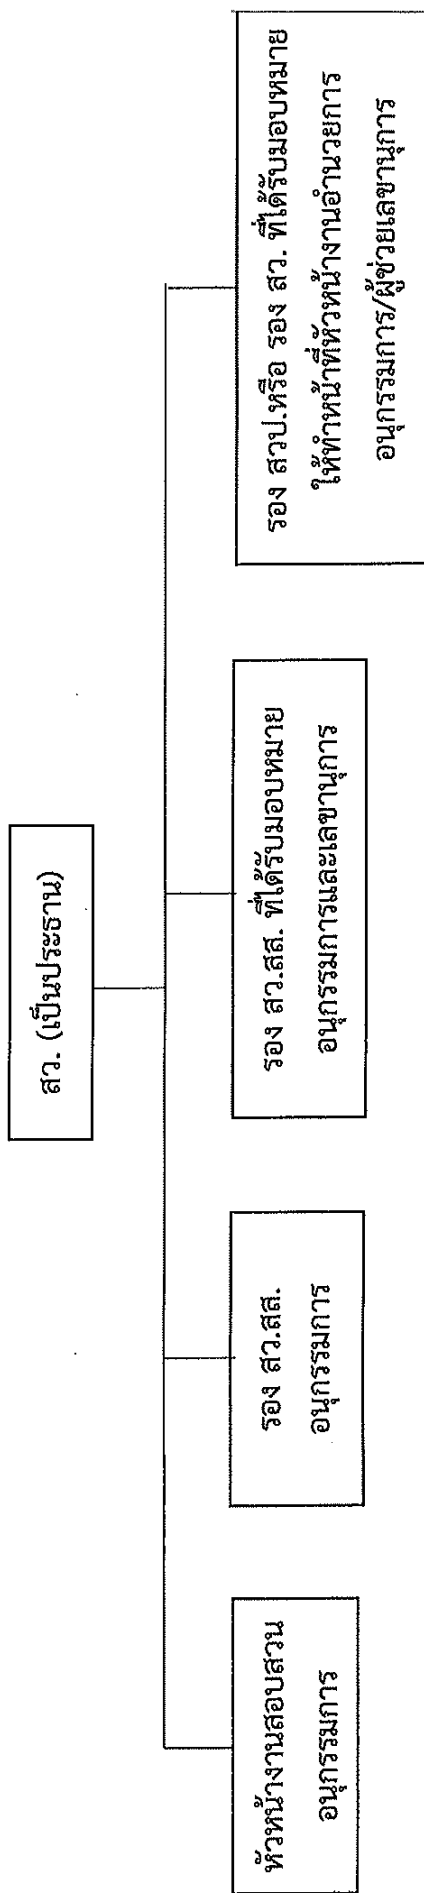 สว. (เป็นประธาน)
หัวหน้างานสอบสวน
อนุกรรมการ
รอง สว.สส.
อนุกรรมการ
รอง สว.สส. ที่ได้รับมอบหมาย
อนุกรรมการและเลขานุการ
รอง สวป.หรือ รอง สว. ที่ได้รับมอบหมาย
ให้ทำหน้าที่หัวหน้างานอำนวยการ
อนุกรรมการ/ผู้ช่วยเลขานุการ